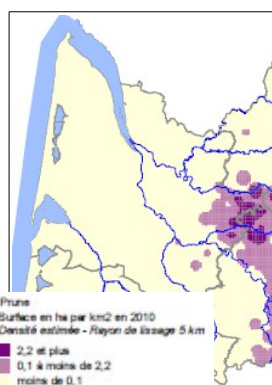 Prune
Surface en ha par km2 en 2010
Densité estimée - Rayon de lissage 5 km
2,2 et plus
0,1 à moins de 2,2
moins de 0,1